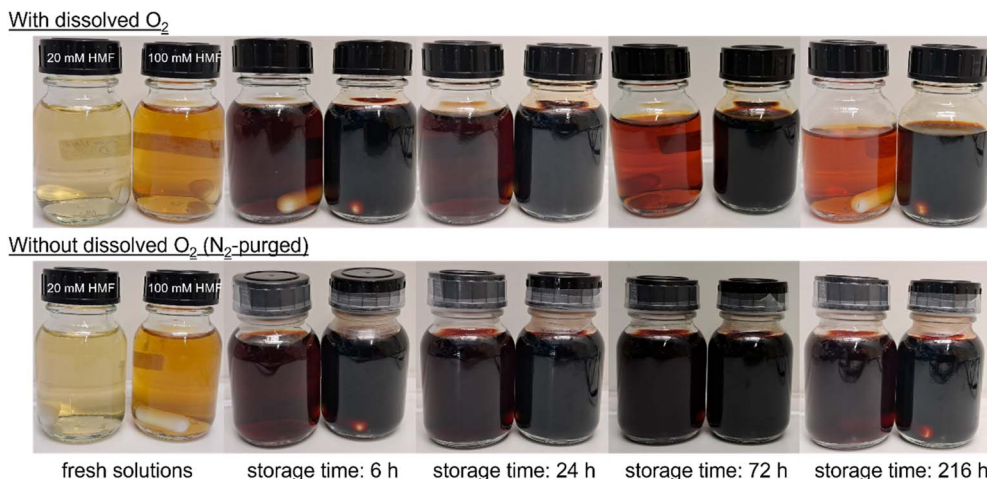 With dissolved O₂
20 mM HMF 100 mM HMF
Without dissolved O₂ (N₂-purged)
20 mM HMF 100 mM HMF
fresh solutions storage time: 6 h storage time: 24 h storage time: 72 h storage time: 216 h